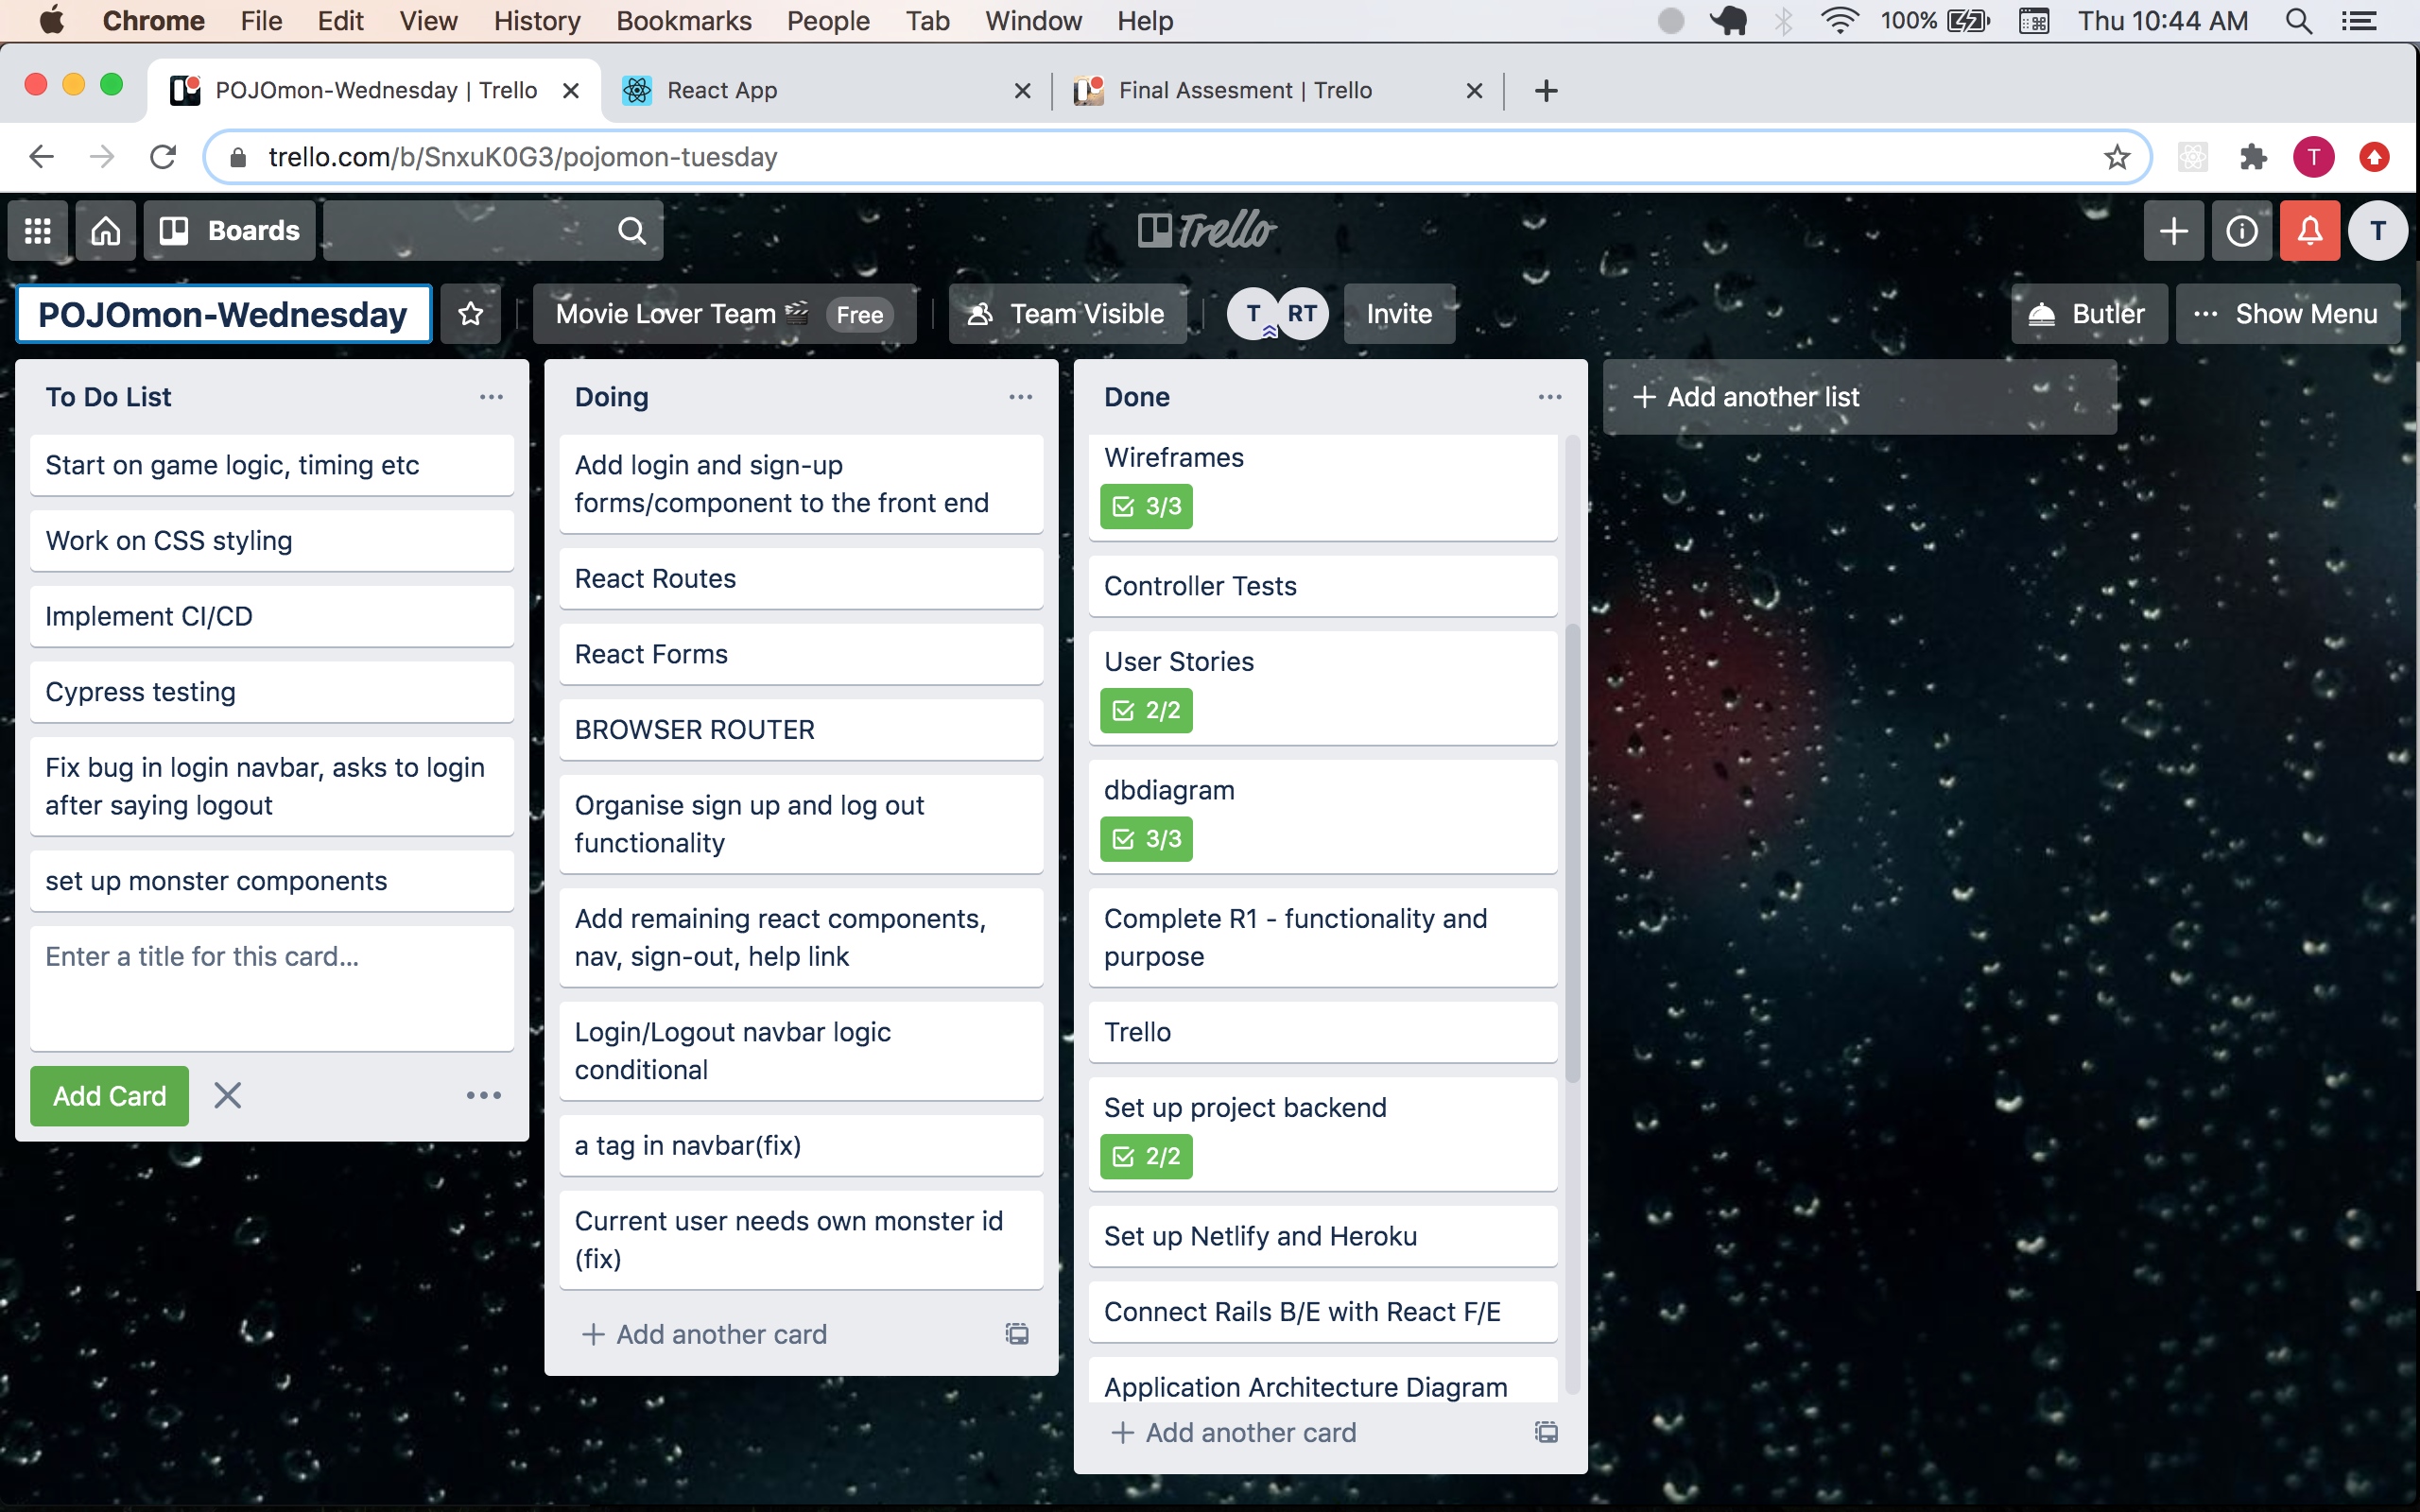 Chrome File Edit View History Bookmarks People Tab Window Help 100% Thu 10:44 AM
POJOmon-Wednesday | Trello React App Final Assesment | Trello
trello.com/b/SnxuK0G3/pojomon-tuesday T
Boards Trello T
POJOmon-Wednesday Movie Lover Team Free Team Visible T RT Invite Butler Show Menu
To Do List
Start on game logic, timing etc
Work on CSS styling
Implement CI/CD
Cypress testing
Fix bug in login navbar, asks to login
after saying logout
set up monster components
Enter a title for this card...
Add Card
Doing
Add login and sign-up
forms/component to the front end
React Routes
React Forms
BROWSER ROUTER
Organise sign up and log out
functionality
Add remaining react components,
nav, sign-out, help link
Login/Logout navbar logic
conditional
a tag in navbar(fix)
Current user needs own monster id
(fix)
Add another card
Done
Wireframes
3/3
Controller Tests
User Stories
2/2
dbdiagram
3/3
Complete R1 - functionality and
purpose
Trello
Set up project backend
2/2
Set up Netlify and Heroku
Connect Rails B/E with React F/E
Application Architecture Diagram
Add another card
Add another list